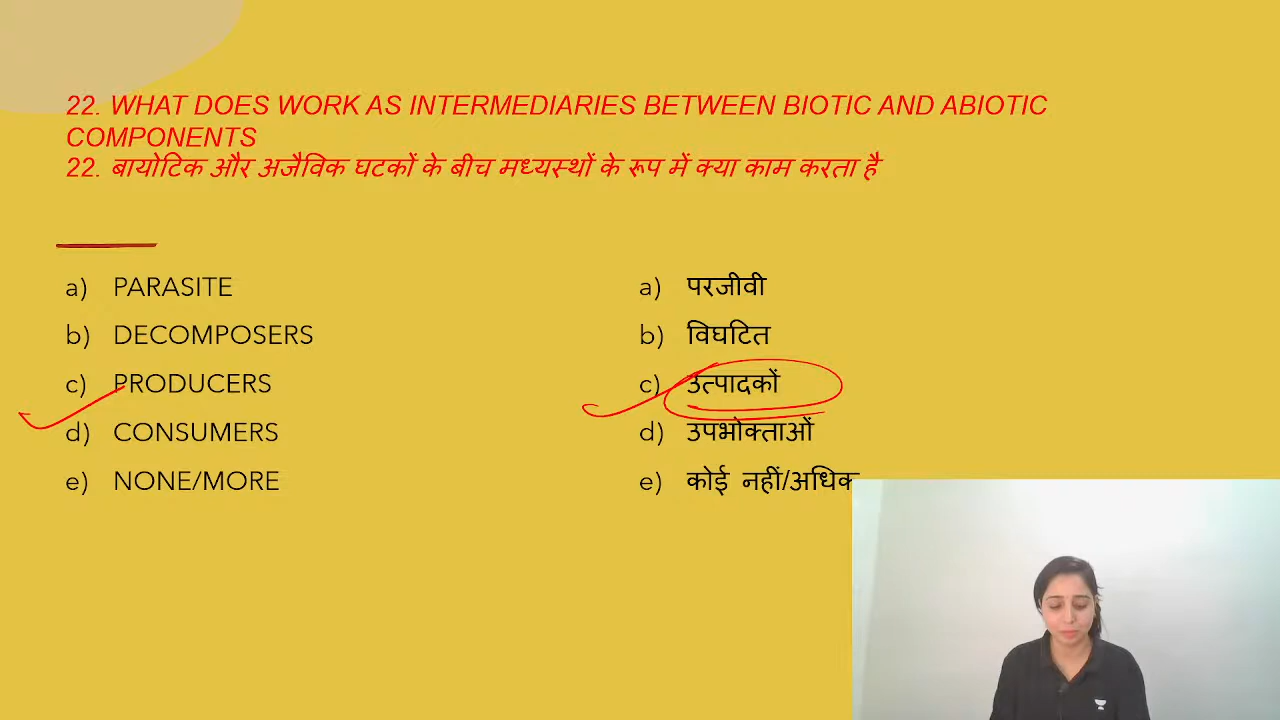 22. WHAT DOES WORK AS INTERMEDIARIES BETWEEN BIOTIC AND ABIOTIC
COMPONENTS
22. बायोटिक और अजैविक घटकों के बीच मध्यस्थों के रूप में क्या काम करता है
a) PARASITE
b) DECOMPOSERS
c) PRODUCERS
d) CONSUMERS
e) NONE/MORE
a) परजीवी
b) विघटित
c) उत्पादकों
d) उपभोक्ताओं
e) कोई नहीं/अधिक